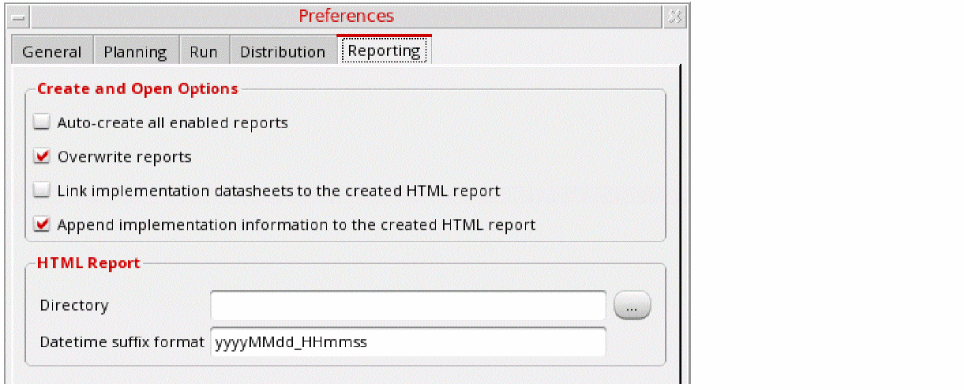 Preferences
General Planning Run Distribution Reporting
Create and Open Options
Auto-create all enabled reports
Overwrite reports
Link implementation datasheets to the created HTML report
Append implementation information to the created HTML report
HTML Report
Directory ...
Datetime suffix format yyyyMMdd_HHmmss